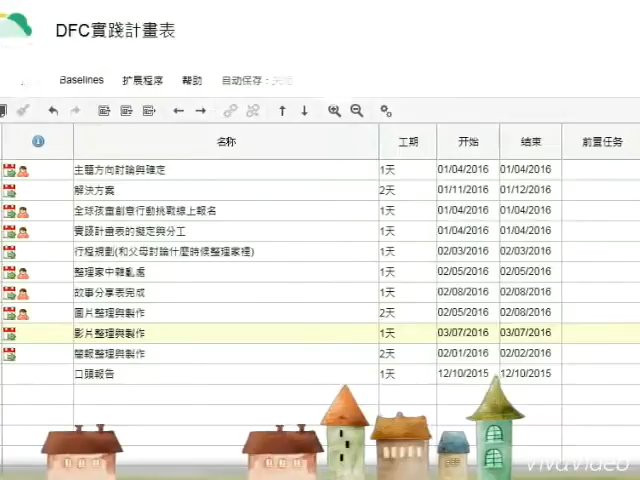 DFC實踐計畫表
Baselines 扩展程序 帮助 自动保存：关闭
名称 工期 开始 结束 前置任务
主題方向討論與確定 1天 01/04/2016 01/04/2016
解決方案 2天 01/11/2016 01/12/2016
全球孩童創意行動挑戰線上報名 1天 01/04/2016 01/04/2016
實踐計畫表的擬定與分工 1天 01/04/2016 01/04/2016
行程規劃(和父母討論什麼時候整理家裡) 1天 02/03/2016 02/03/2016
整理家中雜亂處 1天 02/05/2016 02/05/2016
故事分享表完成 1天 02/08/2016 02/08/2016
圖片整理與製作 2天 02/05/2016 02/08/2016
影片整理與製作 1天 03/07/2016 03/07/2016
簡報整理與製作 2天 02/01/2016 02/02/2016
口頭報告 1天 12/10/2015 12/10/2015
VivaVideo